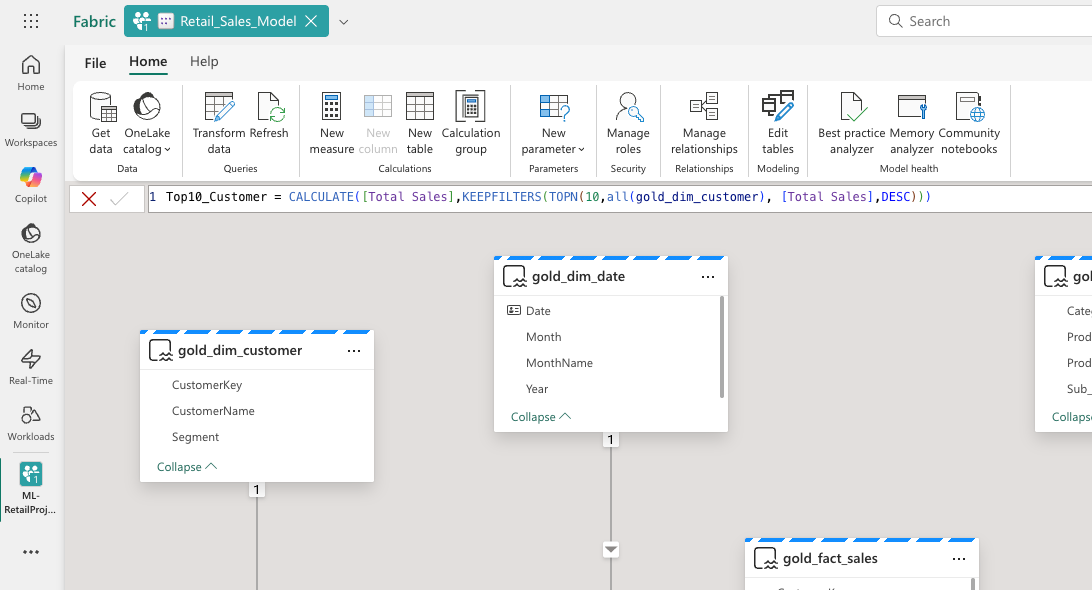 Fabric
Retail_Sales_Model
Search
File Home Help
Home
Workspaces
Copilot
OneLake
catalog
Monitor
Real-Time
Workloads
ML-
RetailProj...
Get
data
OneLake
catalog
Data
Transform
data
Refresh
Queries
New
measure
New
column
New
table
Calculation
group
Calculations
New
parameter
Parameters
Manage
roles
Security
Manage
relationships
Relationships
Edit
tables
Modeling
Best practice
analyzer
Memory
analyzer
Community
notebooks
Model health
1 Top10_Customer = CALCULATE([Total Sales],KEEPFILTERS(TOPN(10,all(gold_dim_customer), [Total Sales],DESC)))
gold_dim_customer
CustomerKey
CustomerName
Segment
Collapse
1
gold_dim_date
Date
Month
MonthName
Year
Collapse
1
gold_fact_sales
gol
Cate
Prod
Prod
Sub_
Collapse